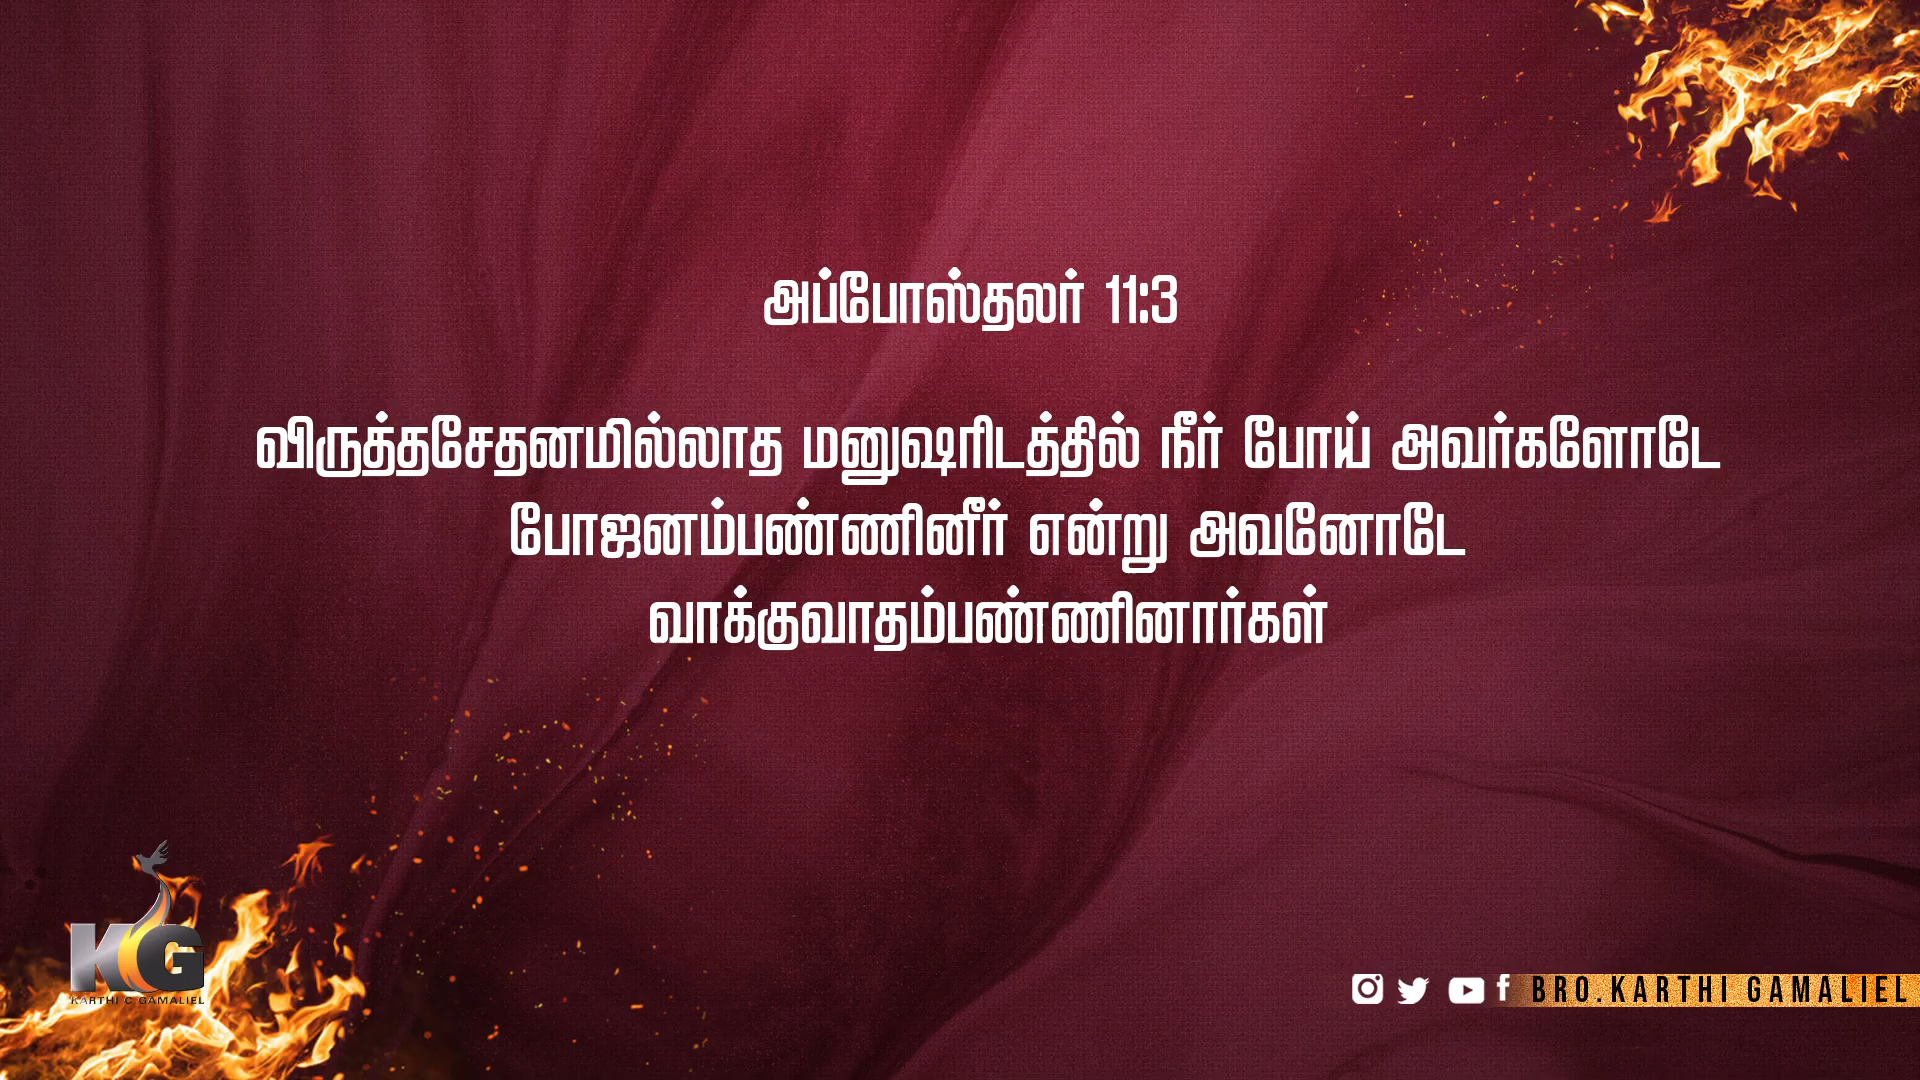 அப்போஸ்தலர் 11:3
விருத்தசேதனமில்லாத மனுஷரிடத்தில் நீர் போய் அவர்களோடே
போஜனம்பண்ணினீர் என்று அவனோடே
வாக்குவாதம்பண்ணினார்கள்
KG
KARTHI C GAMALIEL
BRO.KARTHI GAMALIEL